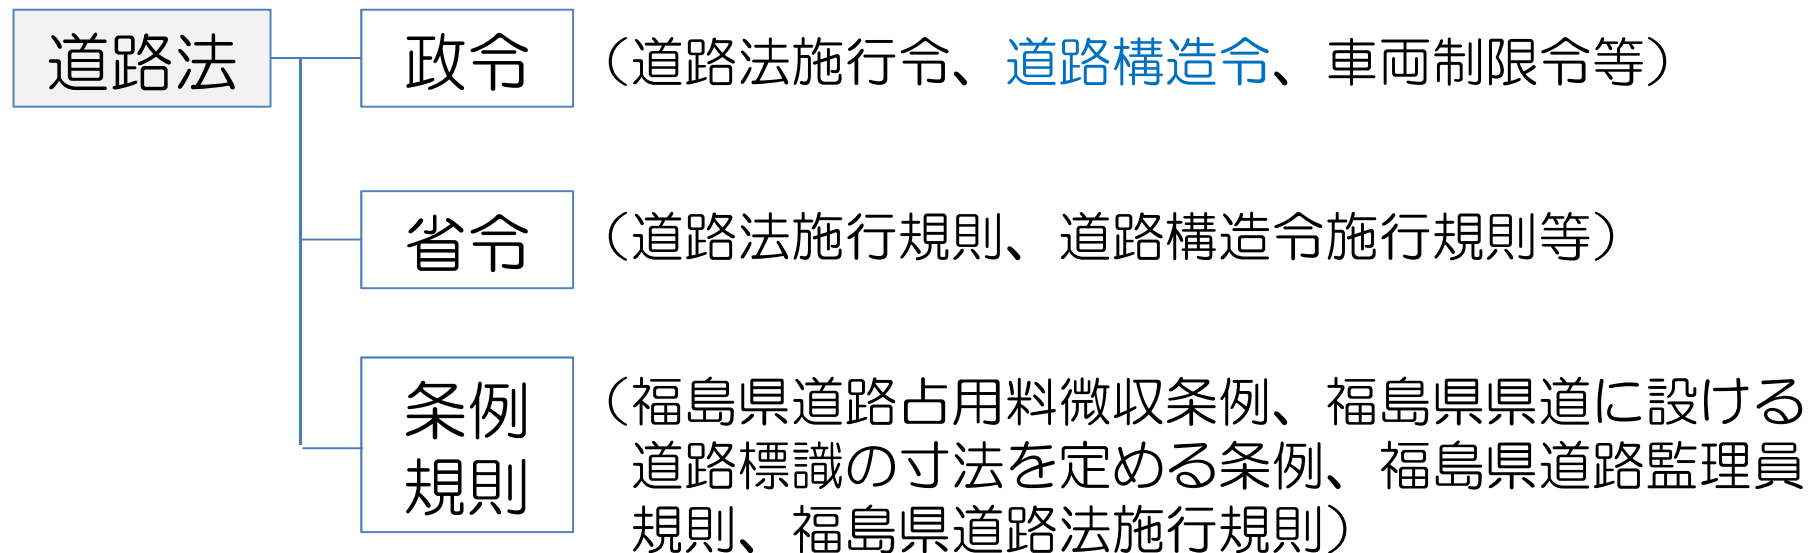 道路法
政令
（道路法施行令、道路構造令、車両制限令等）
省令
（道路法施行規則、道路構造令施行規則等）
条例
規則
（福島県道路占用料微収条例、福島県県道に設ける
道路標識の寸法を定める条例、福島県道路監理員
規則、福島県道路法施行規則）